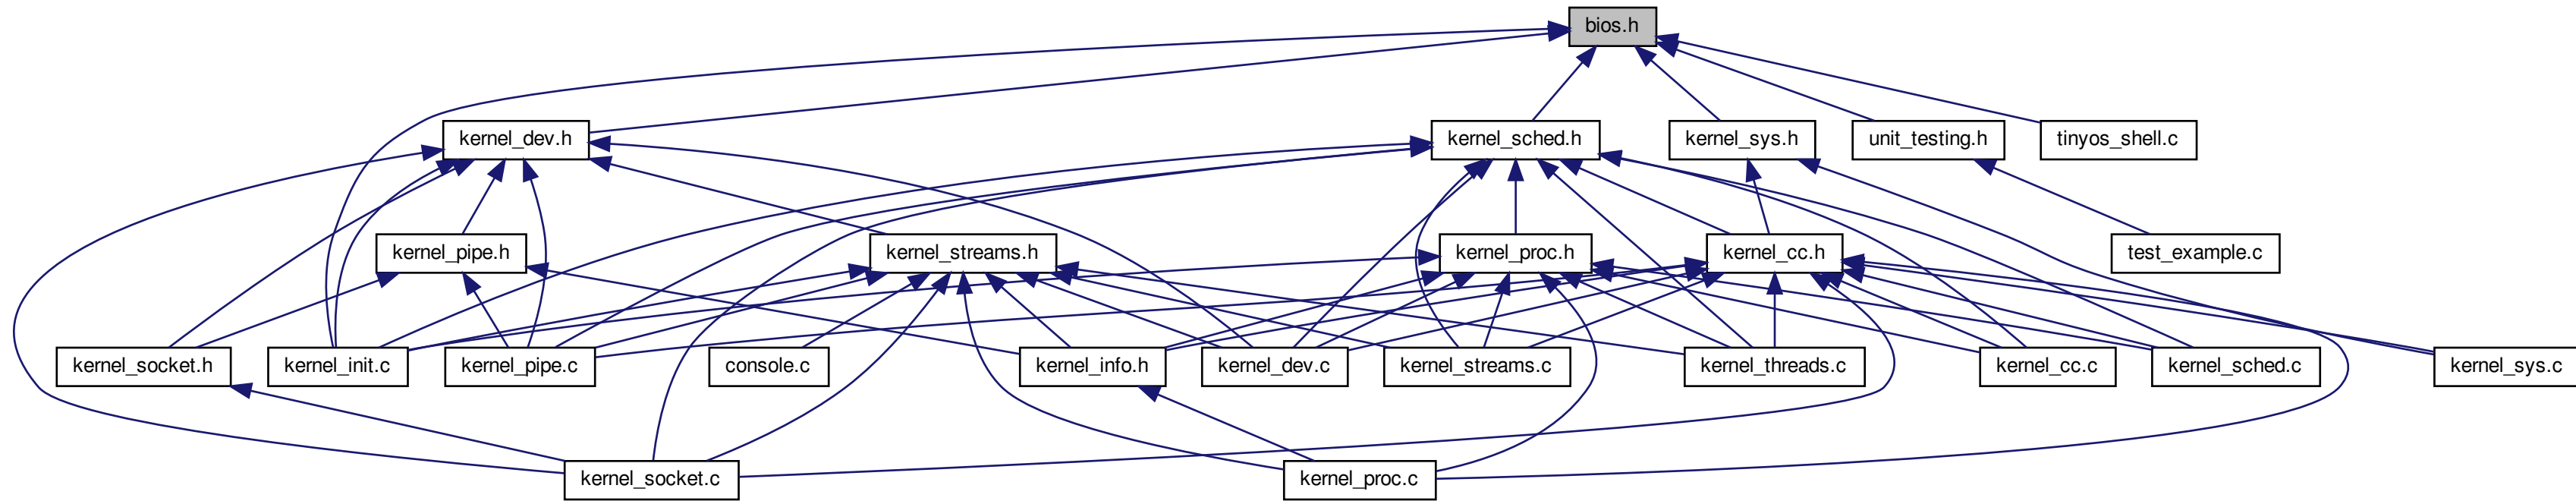 bios.h
kernel_dev.h
kernel_sched.h
kernel_sys.h
unit_testing.h
tinyos_shell.c
kernel_pipe.h
kernel_streams.h
kernel_proc.h
kernel_cc.h
test_example.c
kernel_socket.h
kernel_init.c
kernel_pipe.c
console.c
kernel_info.h
kernel_dev.c
kernel_streams.c
kernel_threads.c
kernel_cc.c
kernel_sched.c
kernel_sys.c
kernel_socket.c
kernel_proc.c